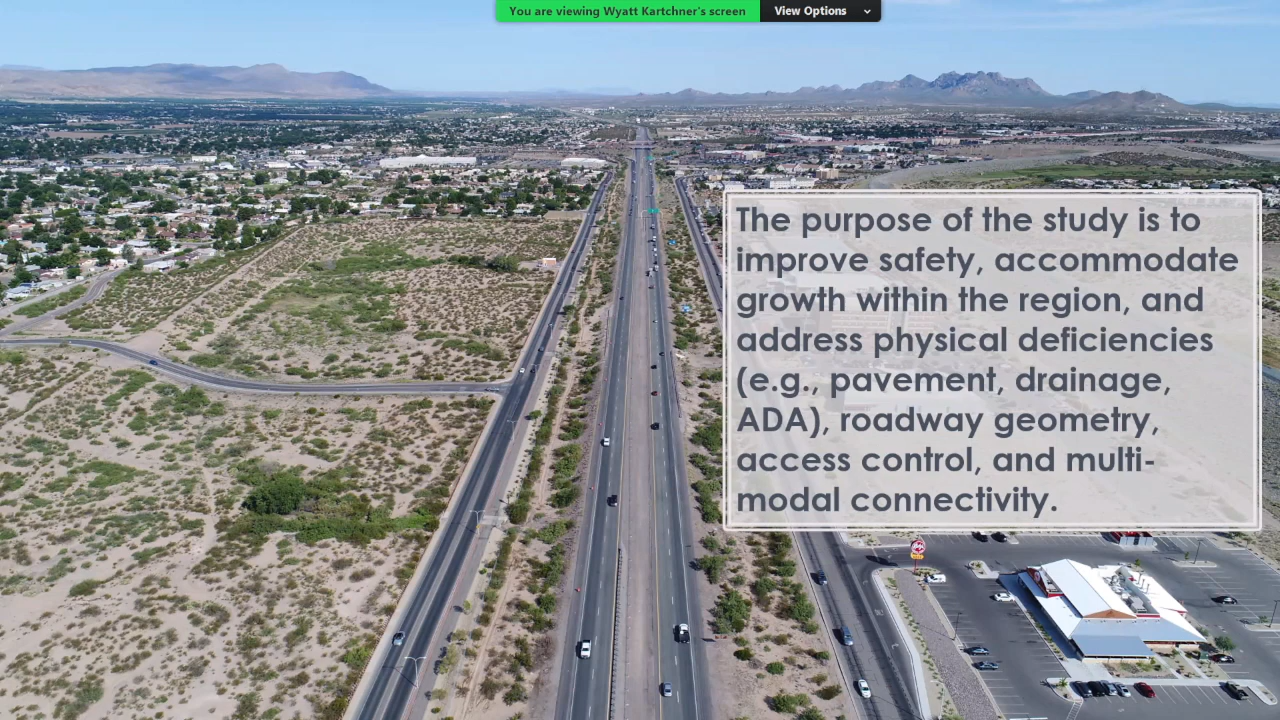 You are viewing Wyatt Kartchner's screen View Options
The purpose of the study is to
improve safety, accommodate
growth within the region, and
address physical deficiencies
(e.g., pavement, drainage,
ADA), roadway geometry,
access control, and multi-
modal connectivity.